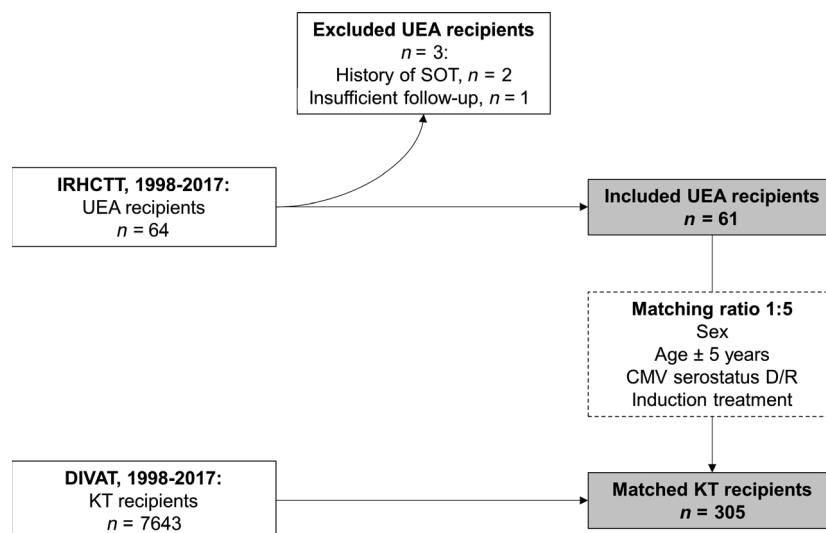 Excluded UEA recipients
n = 3:
History of SOT, n = 2
Insufficient follow-up, n = 1
IRHCTT, 1998-2017:
UEA recipients
n = 64
Included UEA recipients
n = 61
Matching ratio 1:5
Sex
Age ± 5 years
CMV serostatus D/R
Induction treatment
DIVAT, 1998-2017:
KT recipients
n = 7643
Matched KT recipients
n = 305